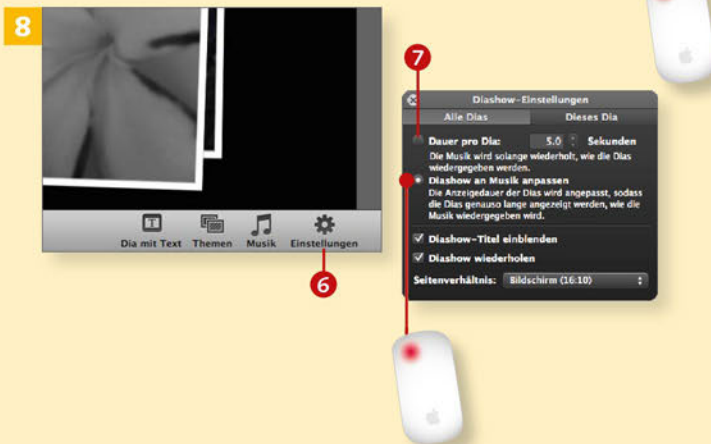 8
Dia mit Text Themen Musik Einstellungen
6
7
Diashow-Einstellungen
Alle Dias Dieses Dia
Dauer pro Dia: 5.0 Sekunden
Die Musik wird solange wiederholt, wie die Dias
wiedergegeben werden.
Diashow an Musik anpassen
Die Anzeigedauer der Dias wird angepasst, sodass
die Dias genauso lange angezeigt werden, wie die
Musik wiedergegeben wird.
Diashow-Titel einblenden
Diashow wiederholen
Seitenverhältnis: Bildschirm (16:10)